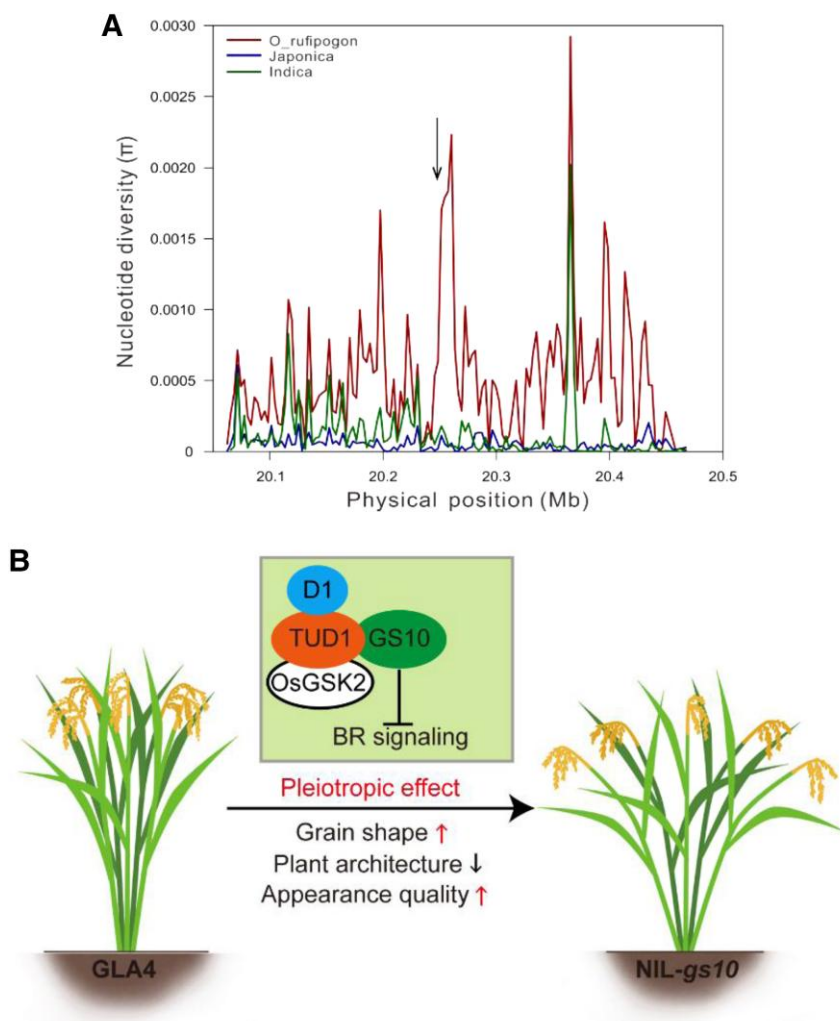 A
Nucleotide diversity (π)
0.0030
0.0025
0.0020
0.0015
0.0010
0.0005
0
O_rufipogon
Japonica
Indica
20.1 20.2 20.3 20.4 20.5
Physical position (Mb)
B
D1
TUD1 GS10
OsGSK2
BR signaling
Pleiotropic effect
Grain shape ↑
Plant architecture ↓
Appearance quality ↑
GLA4
NIL-gs10